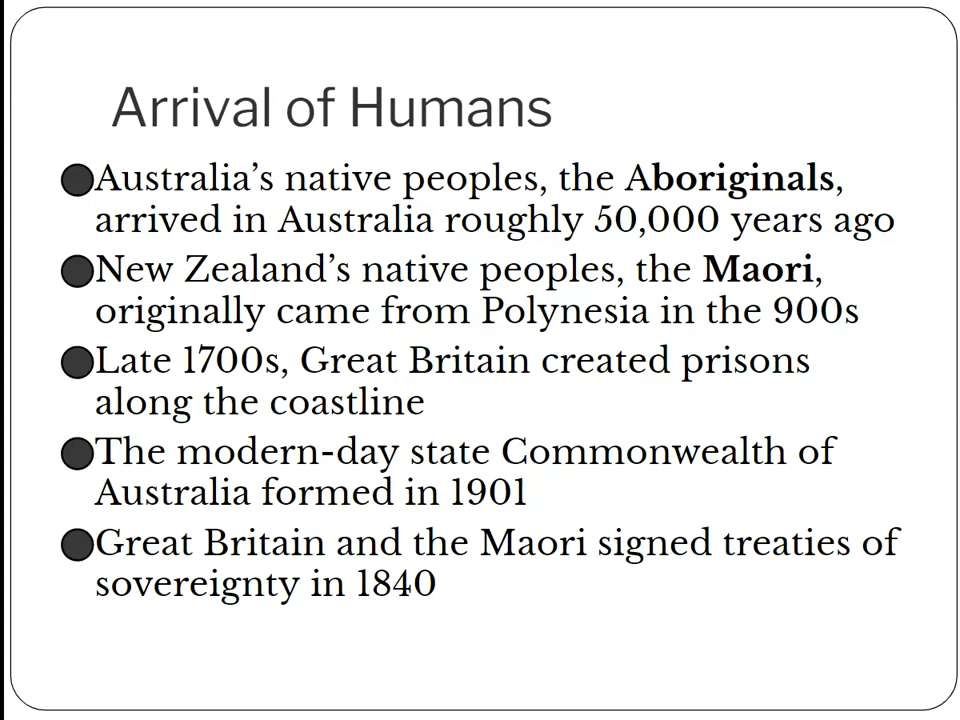 Arrival of Humans
Australia’s native peoples, the Aboriginals,
arrived in Australia roughly 50,000 years ago
New Zealand’s native peoples, the Maori,
originally came from Polynesia in the 900s
Late 1700s, Great Britain created prisons
along the coastline
The modern-day state Commonwealth of
Australia formed in 1901
Great Britain and the Maori signed treaties of
sovereignty in 1840